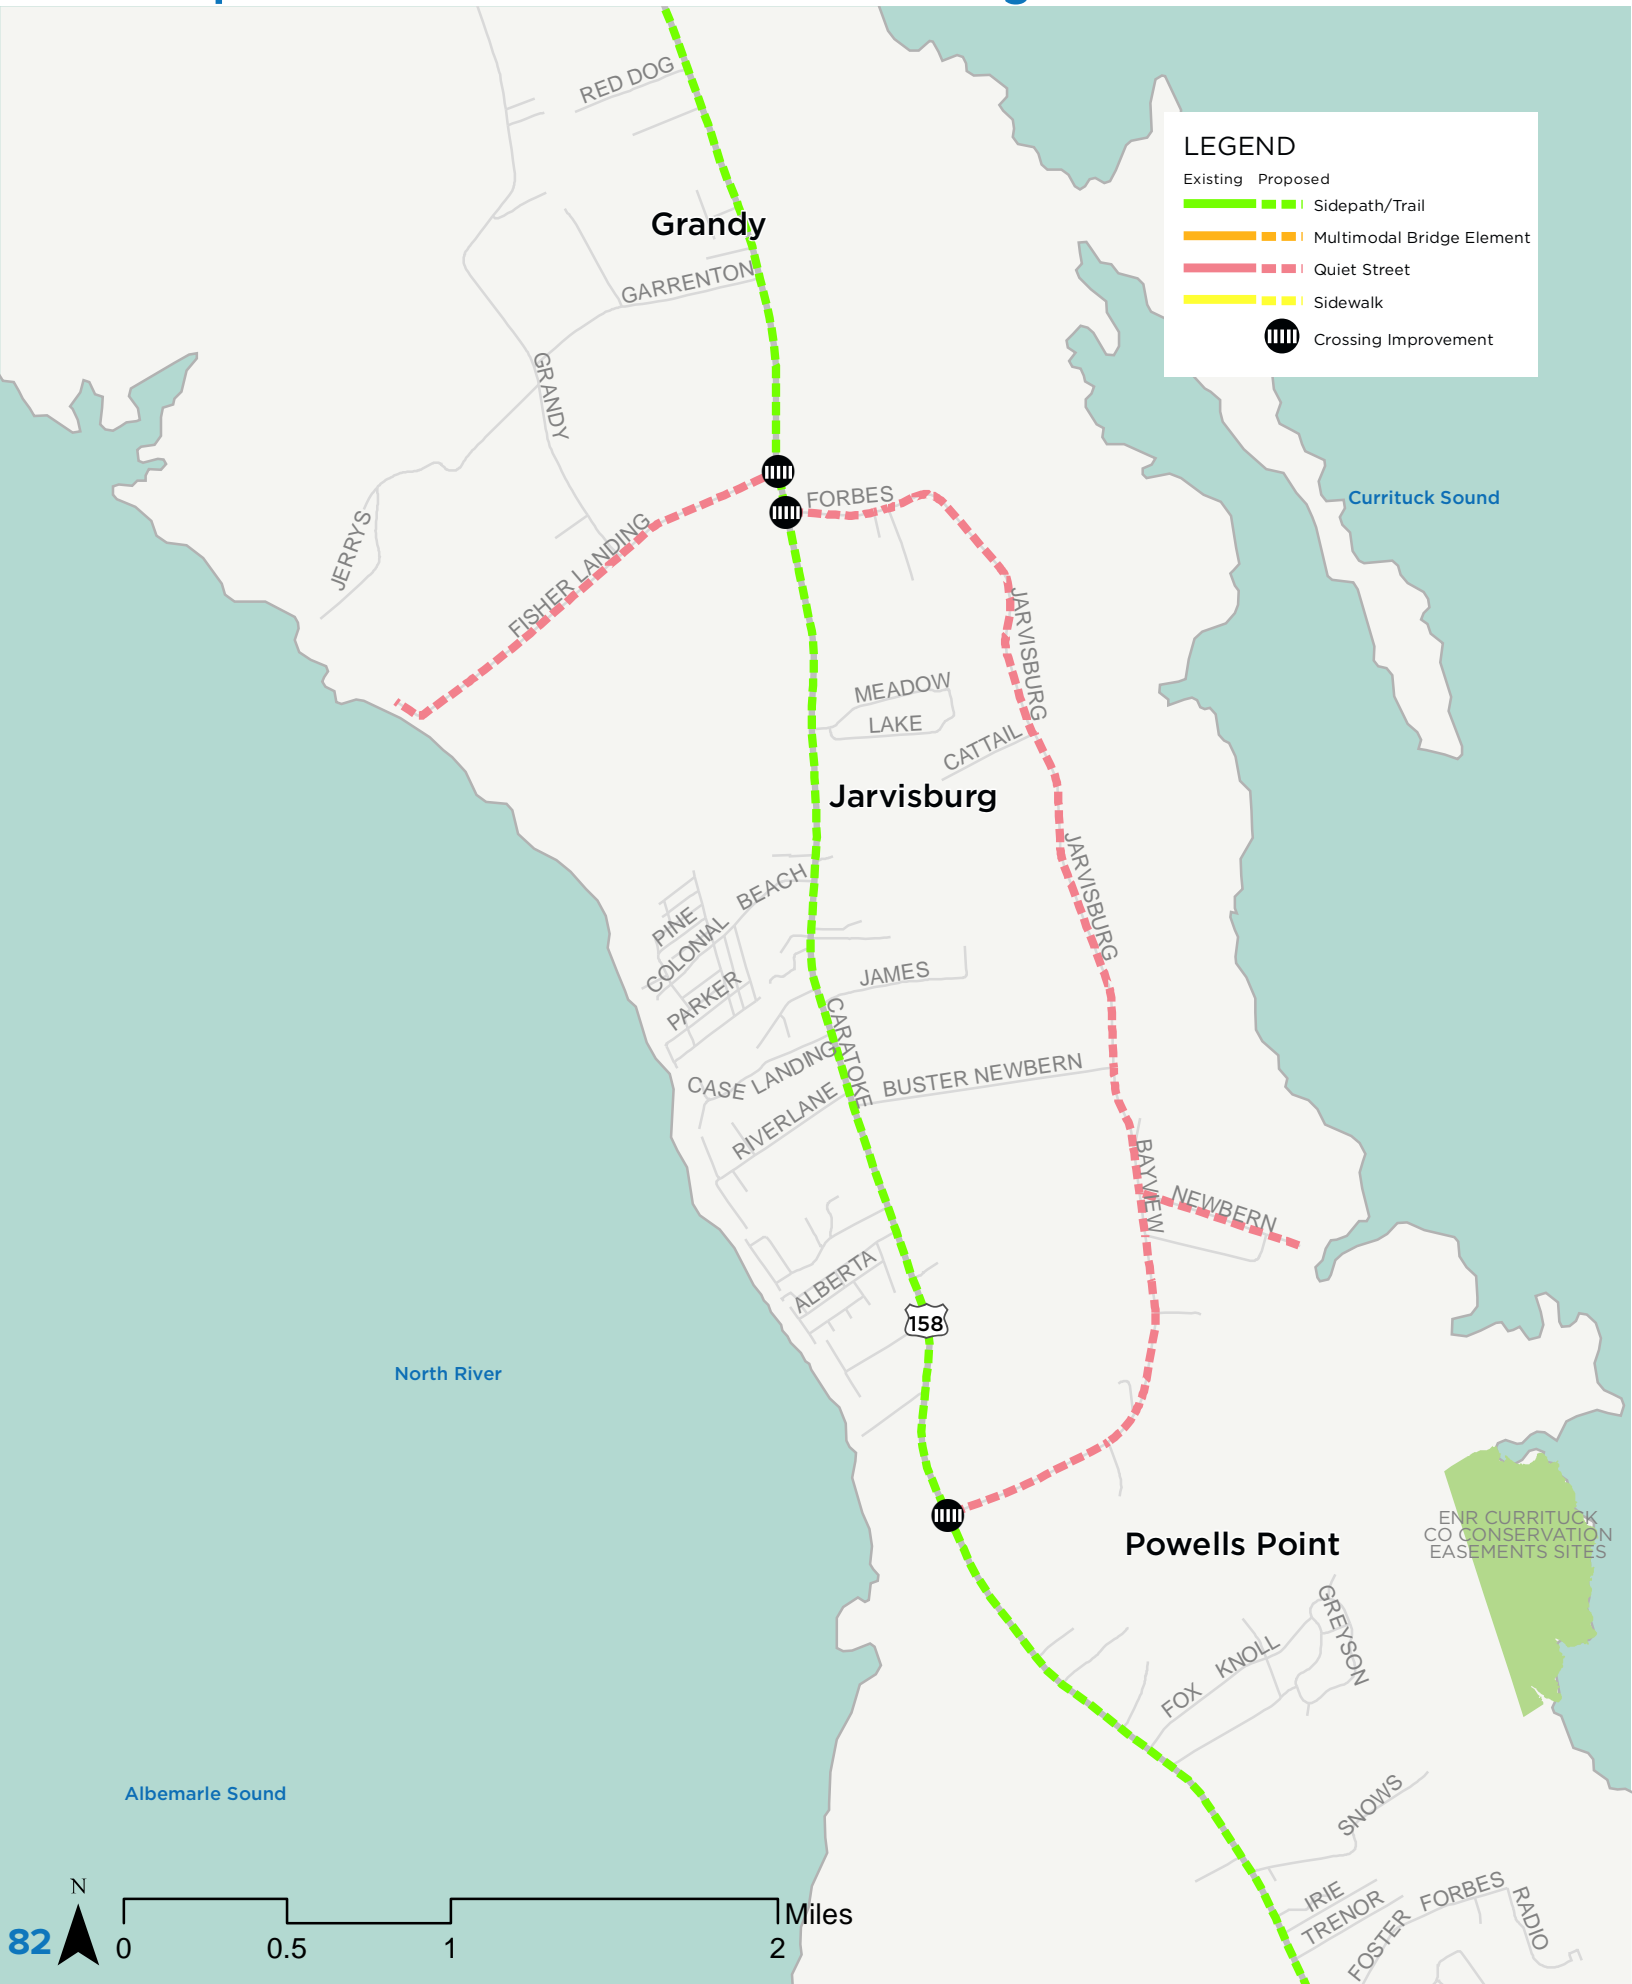 RED DOG
LEGEND
Existing Proposed
Sidepath/Trail
Multimodal Bridge Element
Quiet Street
Sidewalk
Crossing Improvement
Grandy
GARRENTON
GRANDY
JERRYS
FISHER LANDING
FORBES
Currituck Sound
JARVISBURG
MEADOW
LAKE
CATTAIL
Jarvisburg
JARVISBURG
BEACH
PINE
COLONIAL
PARKER
JAMES
CARATOKE
CASE LANDING
RIVERLANE
BUSTER NEWBERN
BAYVIEW
NEWBERN
ALBERTA
158
North River
ENR CURRITUCK
CO CONSERVATION
EASEMENTS SITES
Powells Point
GREYSON
FOX KNOLL
Albemarle Sound
SNOWS
IRIE
TRENOR
FOSTER FORBES
RADIO
N
Miles
82
0 0.5 1 2